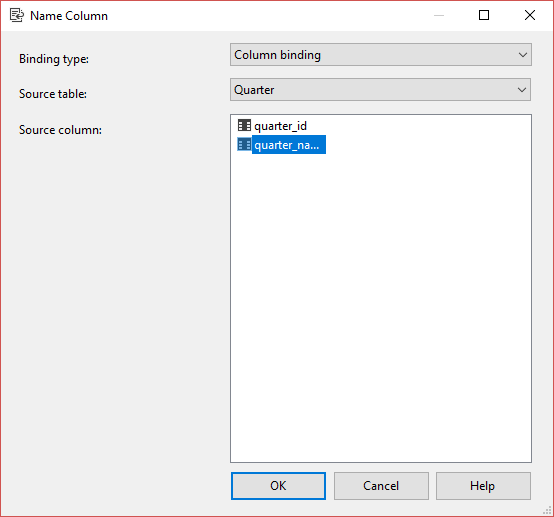 Name Column
Binding type:
Column binding
Source table:
Quarter
Source column:
quarter_id
quarter_na...
OK
Cancel
Help